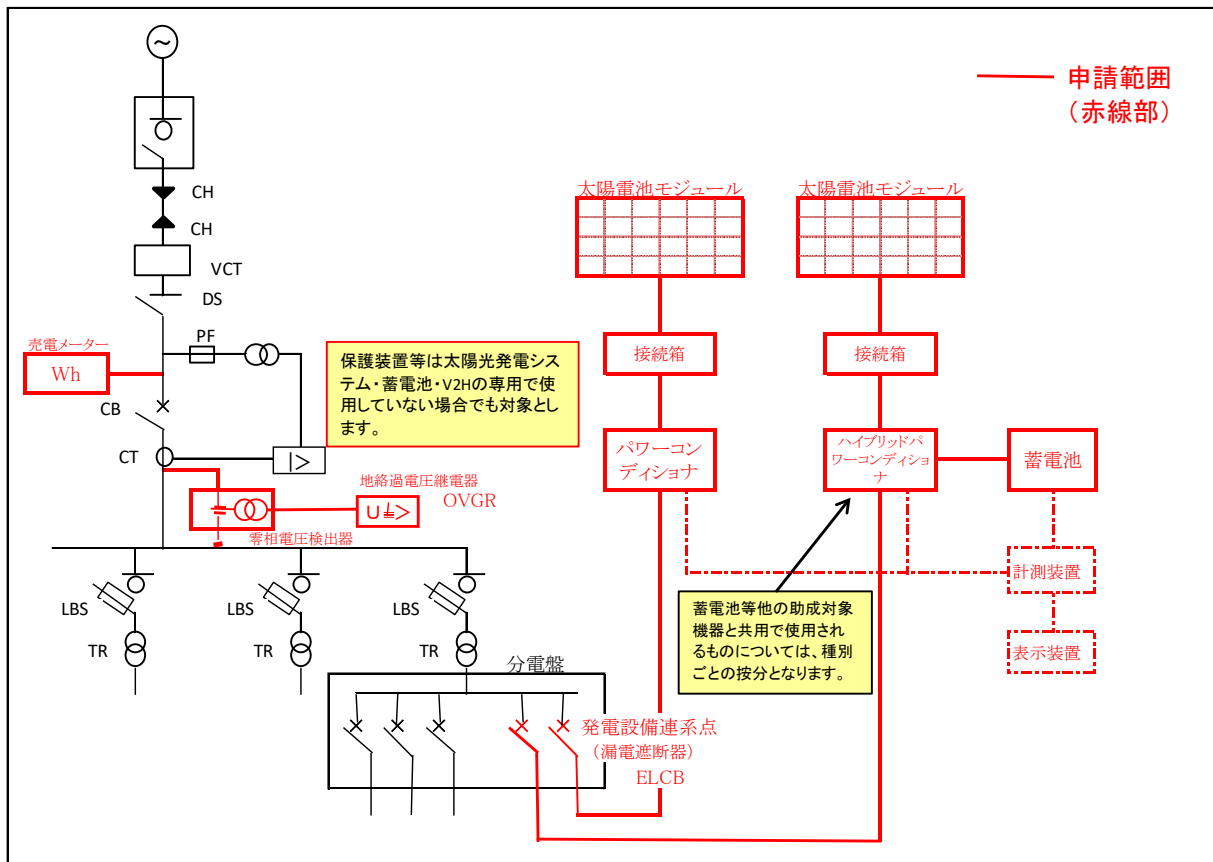 申請範囲
（赤線部）
CH
CH
VCT
DS
PF
売電メーター
Wh
CB
CT
I>
保護装置等は太陽光発電シス
テム・蓄電池・V2Hの専用で使
用していない場合でも対象とし
ます。
地絡過電圧継電器
OVGR
U⏚>
零相電圧検出器
LBS
LBS
LBS
TR
TR
TR
分電盤
発電設備連系点
（漏電遮断器）
ELCB
太陽電池モジュール
太陽電池モジュール
接続箱
接続箱
パワーコン
ディショナ
ハイブリッドパ
ワーコンディショ
ナ
蓄電池
計測装置
表示装置
蓄電池等他の助成対象
機器と共用で使用され
るものについては、種別
ごとの按分となります。